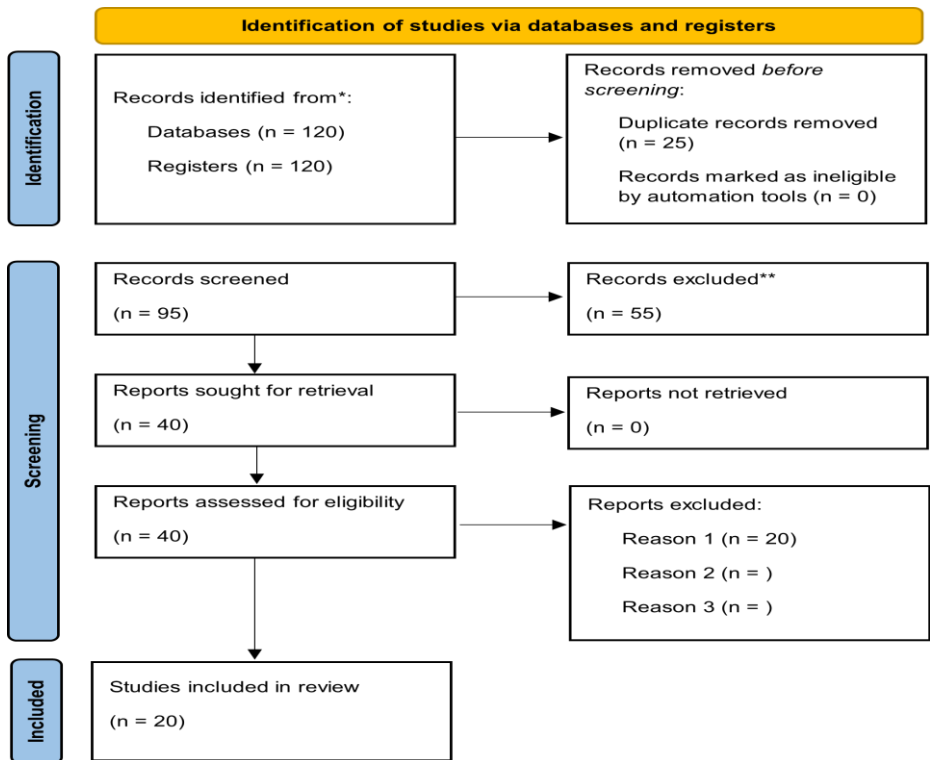 Identification of studies via databases and registers
Identification
Records identified from*:
Databases (n = 120)
Registers (n = 120)
Records removed before
screening:
Duplicate records removed
(n = 25)
Records marked as ineligible
by automation tools (n = 0)
Screening
Records screened
(n = 95)
Records excluded**
(n = 55)
Reports sought for retrieval
(n = 40)
Reports not retrieved
(n = 0)
Reports assessed for eligibility
(n = 40)
Reports excluded:
Reason 1 (n = 20)
Reason 2 (n = )
Reason 3 (n = )
Included
Studies included in review
(n = 20)